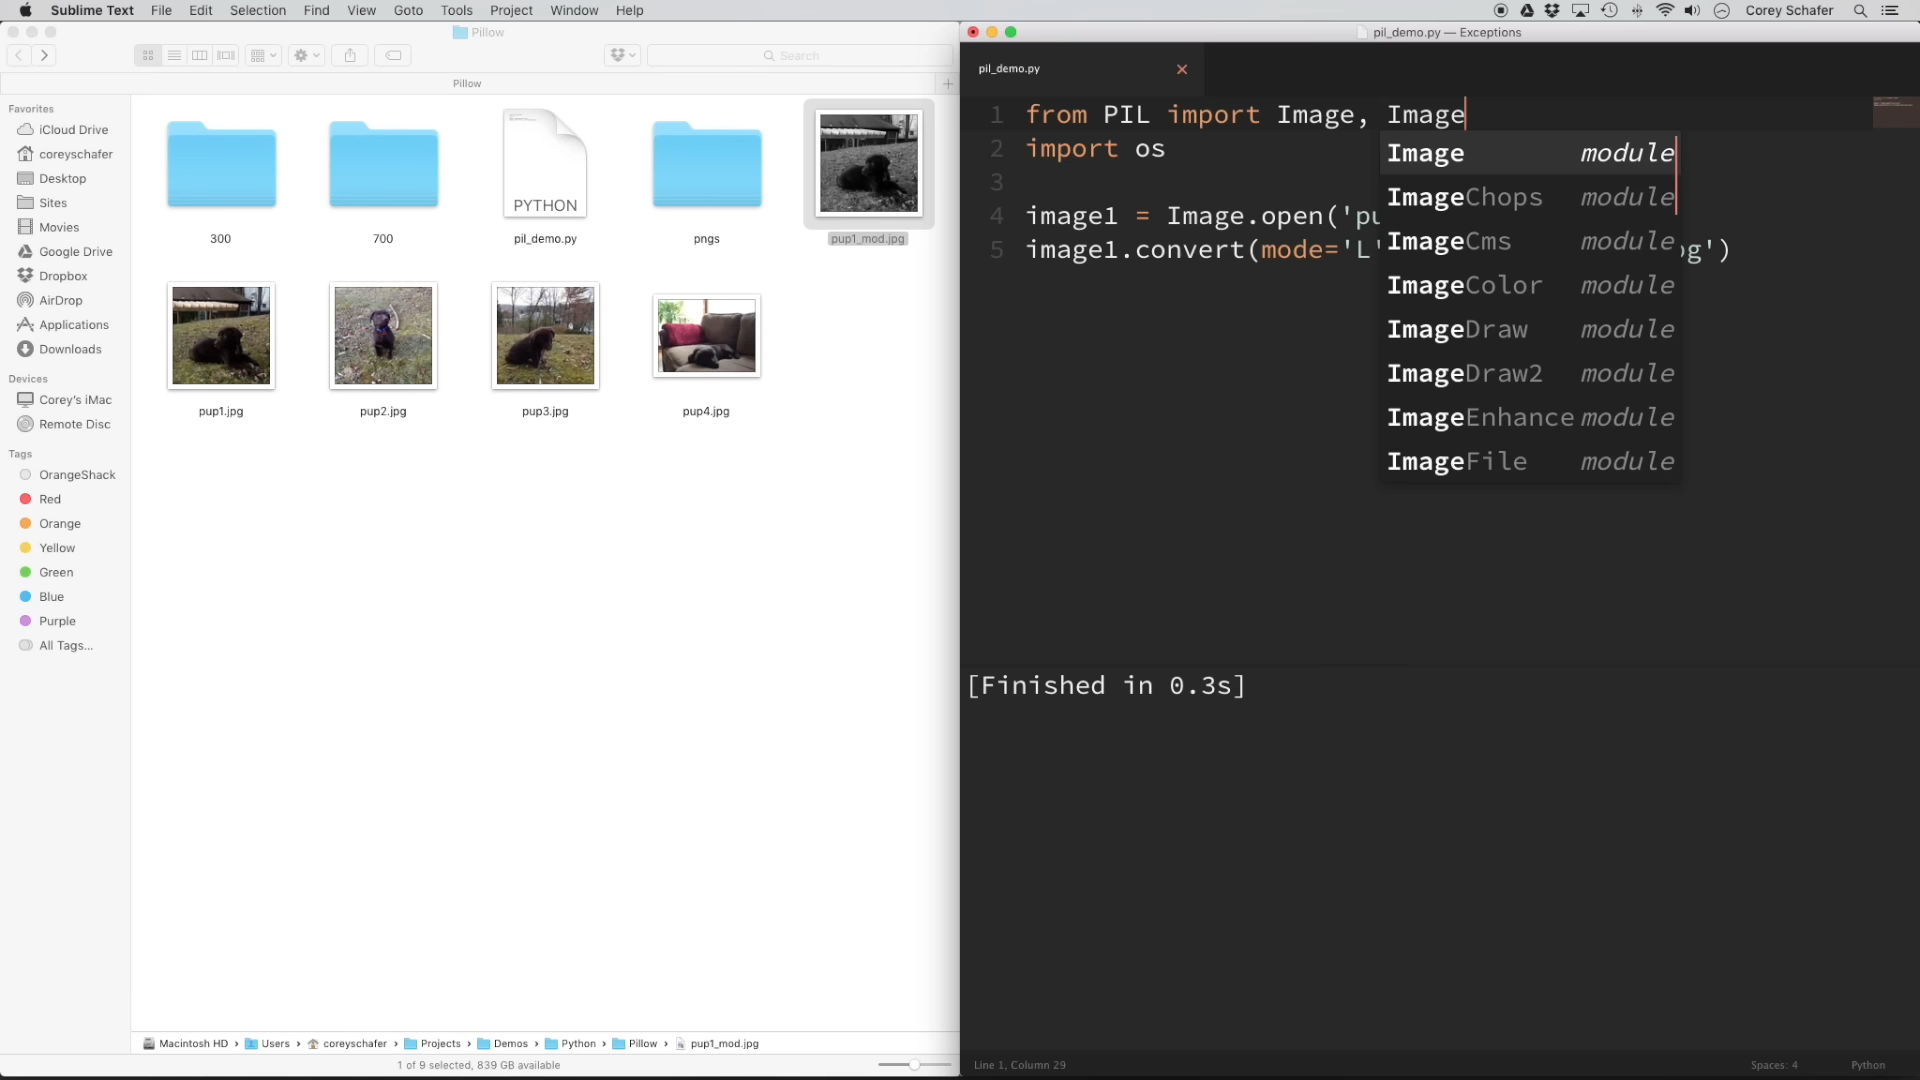 Sublime Text File Edit Selection Find View Goto Tools Project Window Help Corey Schafer
Pillow
Search
Pillow
Favorites
iCloud Drive
coreyschafer
Desktop
Sites
Movies
Google Drive
Dropbox
AirDrop
Applications
Downloads
Devices
Corey's iMac
Remote Disc
Tags
OrangeShack
Red
Orange
Yellow
Green
Blue
Purple
All Tags...
PYTHON
300 700 pil_demo.py pngs pup1_mod.jpg
pup1.jpg pup2.jpg pup3.jpg pup4.jpg
Macintosh HD › Users › coreyschafer › Projects › Demos › Python › Pillow › pup1_mod.jpg
1 of 9 selected, 839 GB available
pil_demo.py — Exceptions
pil_demo.py
1 from PIL import Image, Image
2 import os
3
4 image1 = Image.open('pu
5 image1.convert(mode='L' pg')
Image module
ImageChops module
ImageCms module
ImageColor module
ImageDraw module
ImageDraw2 module
ImageEnhance module
ImageFile module
[Finished in 0.3s]
Line 1, Column 29 Spaces: 4 Python